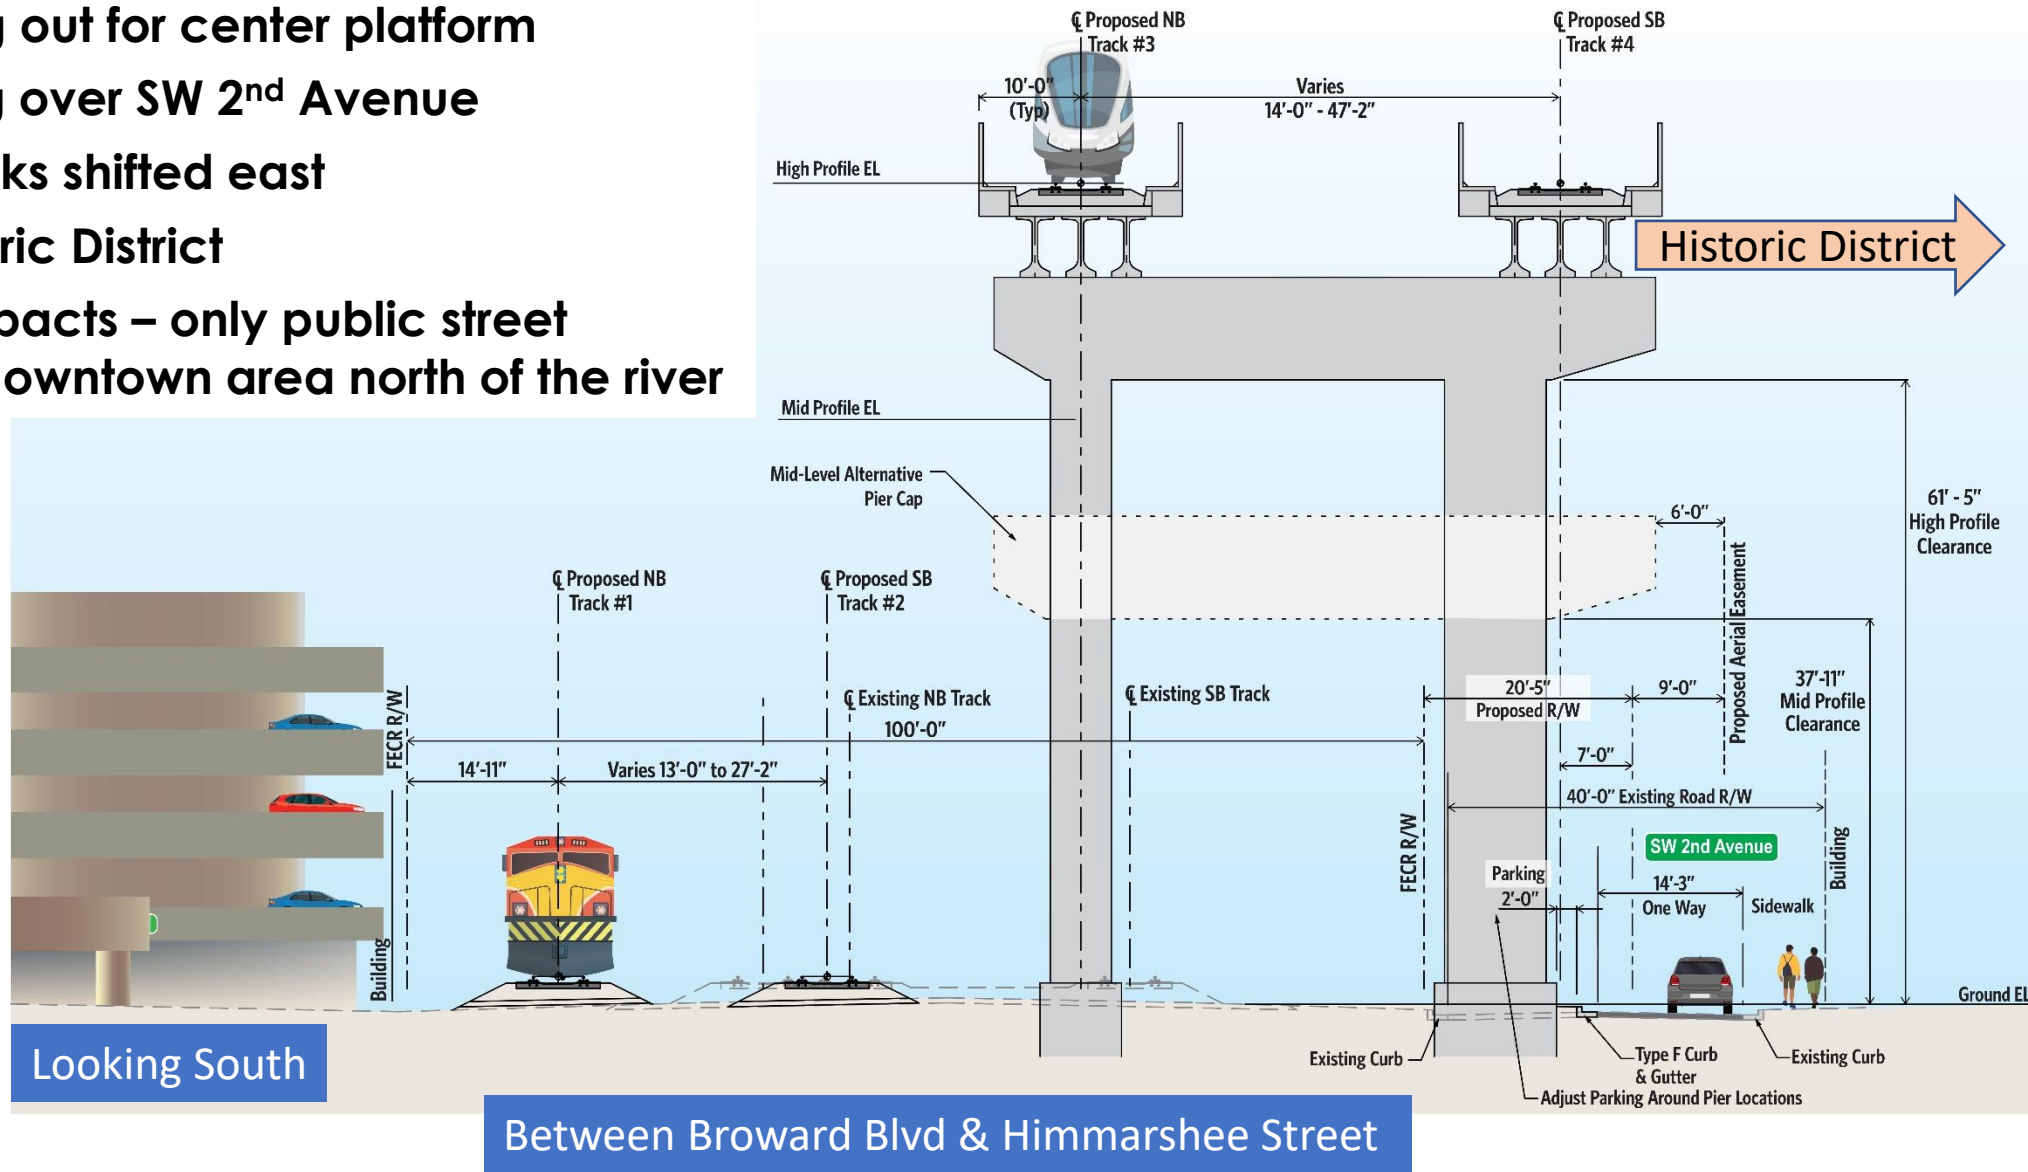 out for center platform
over SW 2nd Avenue
ks shifted east
ric District
pacts – only public street
owntown area north of the river
℄ Proposed NB
Track #3
℄ Proposed SB
Track #4
10'-0"
(Typ)
Varies
14'-0" - 47'-2"
High Profile EL
Historic District
Mid Profile EL
Mid-Level Alternative
Pier Cap
6'-0"
61' - 5"
High Profile
Clearance
Proposed Aerial Easement
℄ Proposed NB
Track #1
℄ Proposed SB
Track #2
FECR R/W
℄ Existing NB Track
℄ Existing SB Track
100'-0"
20'-5"
Proposed R/W
9'-0"
37'-11"
Mid Profile
Clearance
14'-11"
Varies 13'-0" to 27'-2"
7'-0"
40'-0" Existing Road R/W
FECR R/W
SW 2nd Avenue
Building
Parking
2'-0"
14'-3"
One Way
Sidewalk
Building
Ground EL
Looking South
Existing Curb
Type F Curb
& Gutter
Existing Curb
Adjust Parking Around Pier Locations
Between Broward Blvd & Himmarshee Street